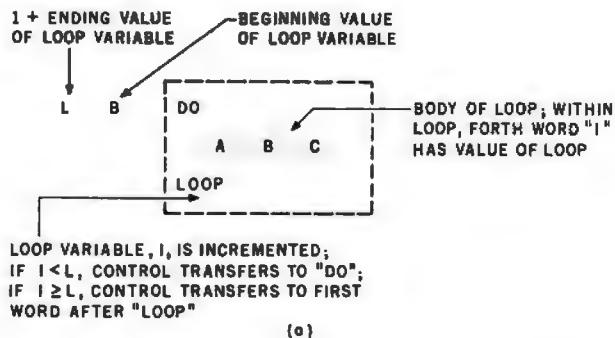 1 + ENDING VALUE
OF LOOP VARIABLE
BEGINNING VALUE
OF LOOP VARIABLE
L B
DO
A B C
LOOP
BODY OF LOOP; WITHIN
LOOP, FORTH WORD "I"
HAS VALUE OF LOOP
LOOP VARIABLE, I, IS INCREMENTED;
IF I < L, CONTROL TRANSFERS TO "DO";
IF I ≥ L, CONTROL TRANSFERS TO FIRST
WORD AFTER "LOOP"
(a)